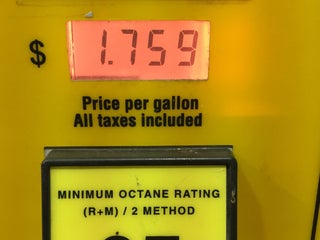 $ 1.759
Price per gallon
All taxes included
MINIMUM OCTANE RATING
(R+M) / 2 METHOD